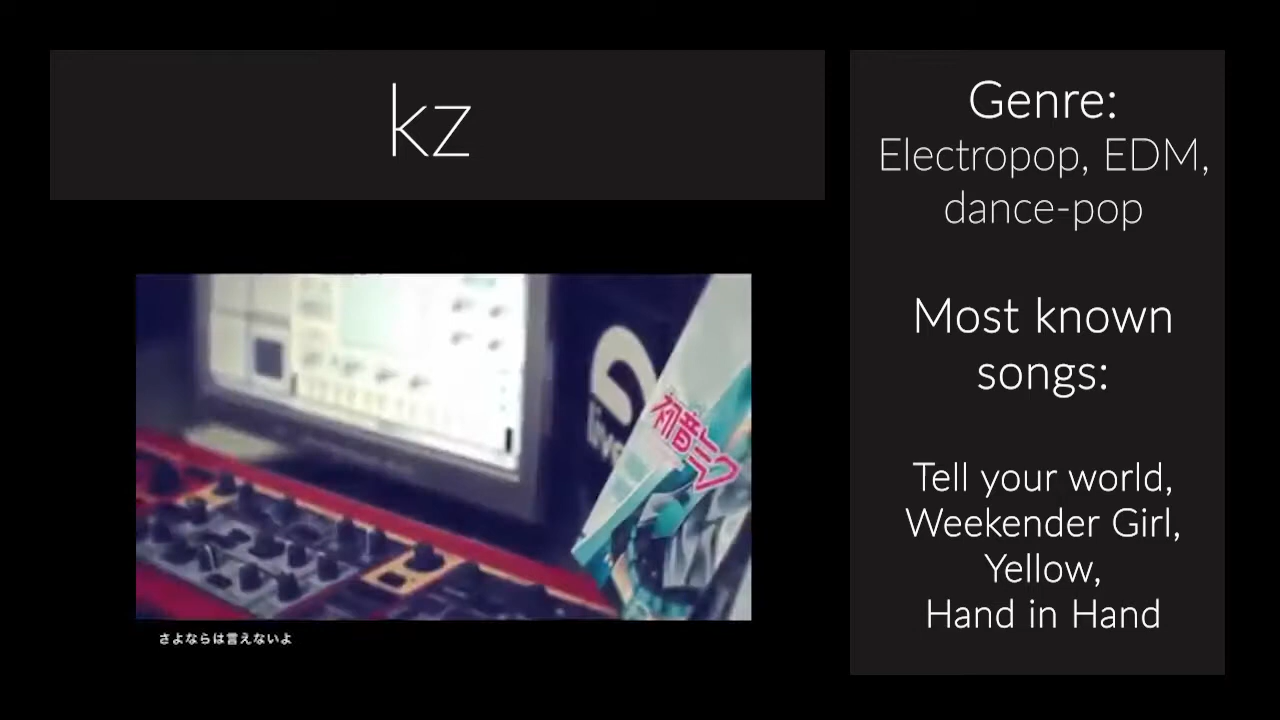 kz
Genre:
Electropop, EDM,
dance-pop
Most known
songs:
Tell your world,
Weekender Girl,
Yellow,
Hand in Hand
初音ミク
さよならは言えないよ